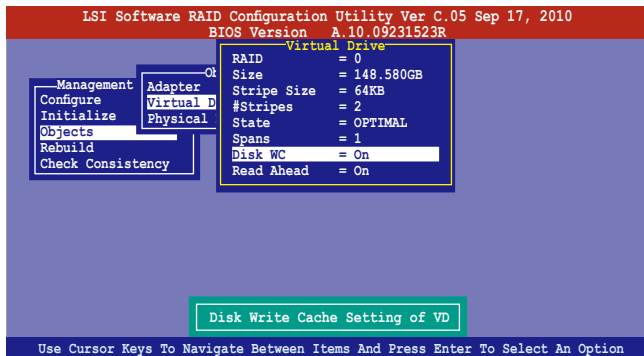 LSI Software RAID Configuration Utility Ver C.05 Sep 17, 2010
BIOS Version A.10.09231523R
Management
Configure
Initialize
Objects
Rebuild
Check Consistency
Ob
Adapter
Virtual D
Physical
Virtual Drive
RAID = 0
Size = 148.580GB
Stripe Size = 64KB
#Stripes = 2
State = OPTIMAL
Spans = 1
Disk WC = On
Read Ahead = On
Disk Write Cache Setting of VD
Use Cursor Keys To Navigate Between Items And Press Enter To Select An Option